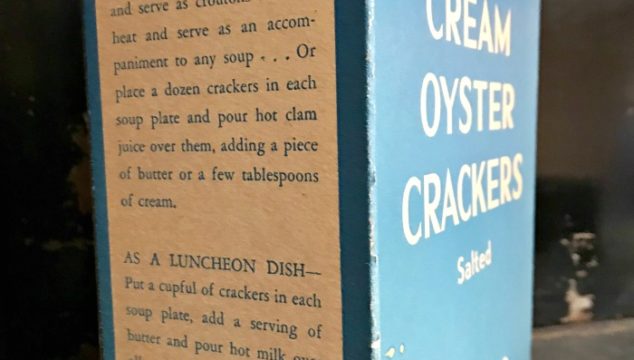 and serve as croutons
heat and serve as an accom-
paniment to any soup . . . Or
place a dozen crackers in each
soup plate and pour hot clam
juice over them, adding a piece
of butter or a few tablespoons
of cream.
AS A LUNCHEON DISH—
Put a cupful of crackers in each
soup plate, add a serving of
butter and pour hot milk
CREAM
OYSTER
CRACKERS
Salted